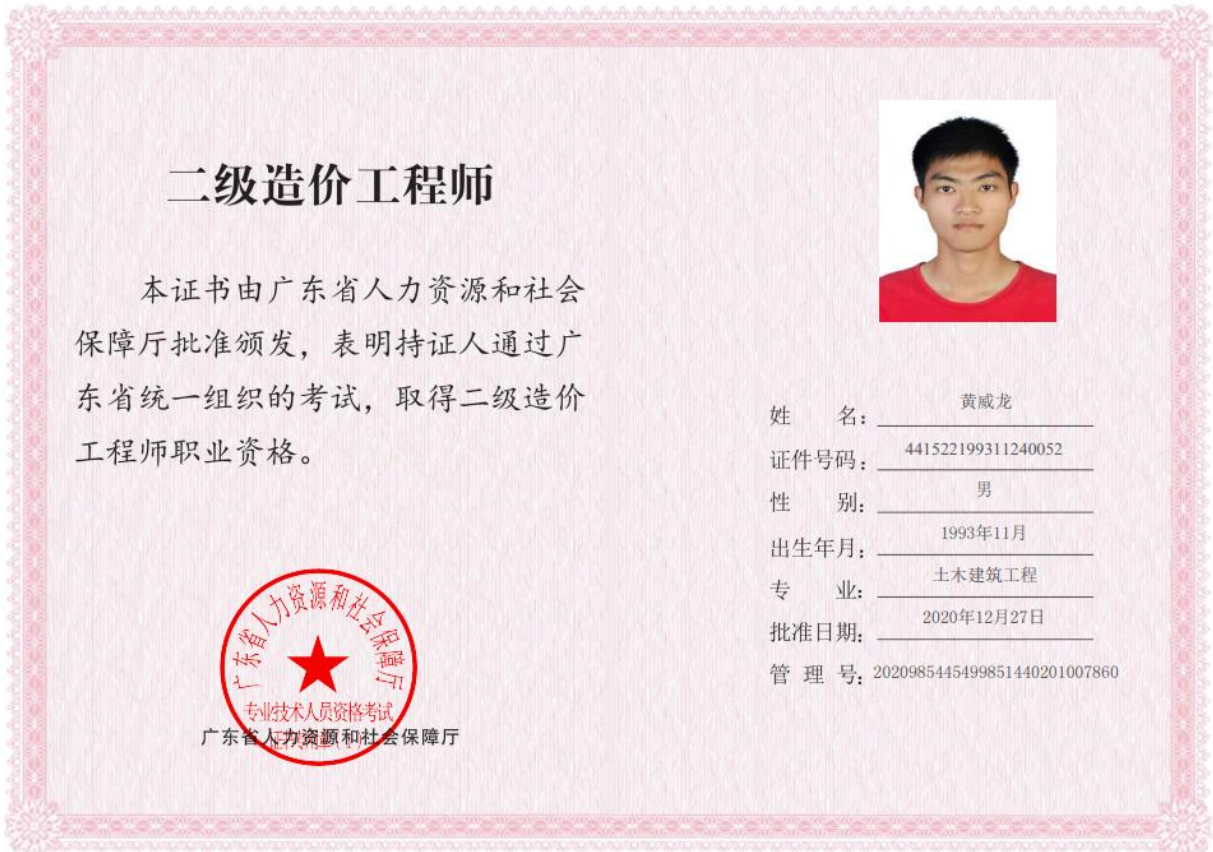 二级造价工程师
本证书由广东省人力资源和社会
保障厅批准颁发，表明持证人通过广
东省统一组织的考试，取得二级造价
工程师职业资格。
广东省人力资源和社会保障厅
专业技术人员资格考试
广东省人力资源和社会保障厅
姓　　名：黄威龙
证件号码：441522199311240052
性　　别：男
出生年月：1993年11月
专　　业：土木建筑工程
批准日期：2020年12月27日
管 理 号：2020985445499851440201007860